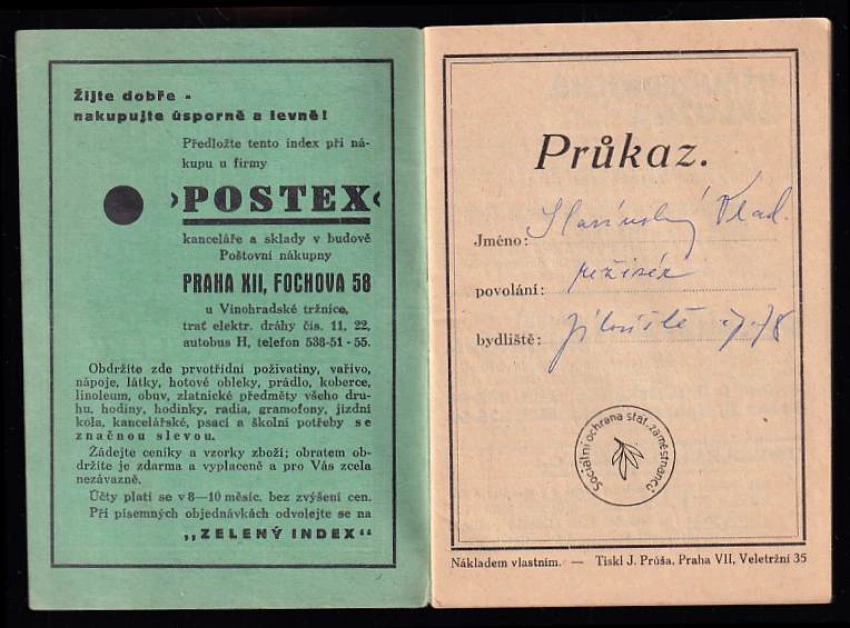 Žijte dobře -
nakupujte úsporně a levně!
Předložte tento index při ná-
kupu u firmy
›POSTEX‹
kanceláře a sklady v budově
Poštovní nákupny
PRAHA XII, FOCHOVA 58
u Vinohradské tržnice,
trať elektr. dráhy čís. 11, 22,
autobus H, telefon 538-51-55.
Obdržíte zde prvotřídní poživatiny, vařivo,
nápoje, látky, hotové obleky, prádlo, koberce,
linoleum, obuv, zlatnické předměty všeho dru-
hu, hodiny, hodinky, radia, gramofony, jízdní
kola, kancelářské, psací a školní potřeby se
značnou slevou.
Žádejte ceníky a vzorky zboží; obratem ob-
držíte je zdarma a vyplaceně a pro Vás zcela
nezávazně.
Účty platí se v 8—10 měsíc. bez zvýšení cen.
Při písemných objednávkách odvolejte se na
„ZELENÝ INDEX"
Průkaz.
Jméno: Slavínský Vlad.
povolání: režisér
bydliště: Jíloviště
Sociální ochrana stát. zaměstnanců
Nákladem vlastním. — Tiskl J. Průša, Praha VII, Veletržní 35